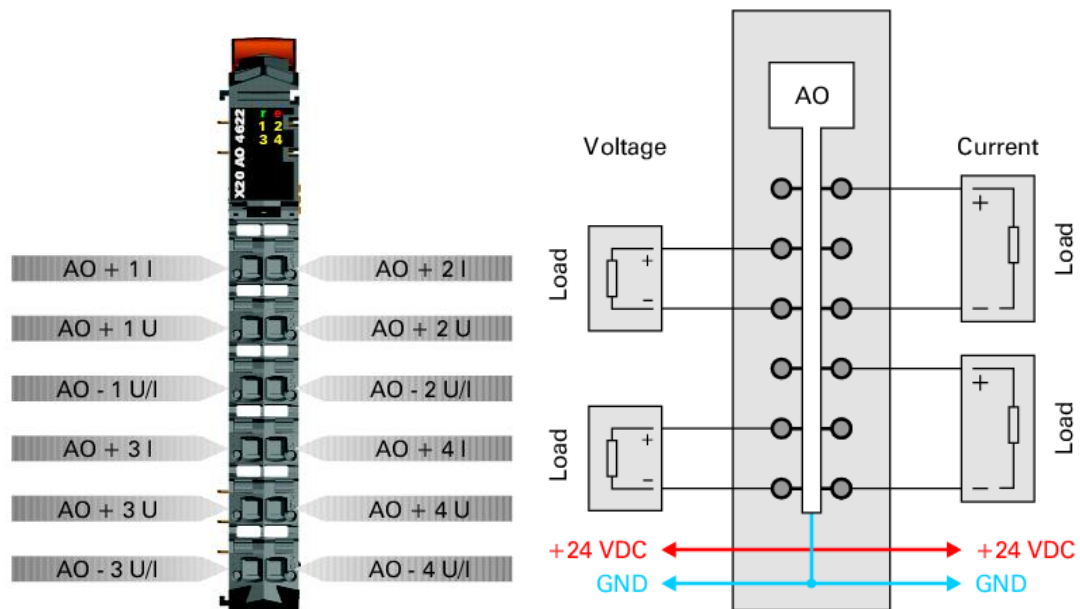 X20 AO 4622
r e
1 2
3 4
AO + 1 I
AO + 2 I
AO + 1 U
AO + 2 U
AO - 1 U/I
AO - 2 U/I
AO + 3 I
AO + 4 I
AO + 3 U
AO + 4 U
AO - 3 U/I
AO - 4 U/I
AO
Voltage
Current
Load
+
−
Load
+
−
Load
+
−
Load
+
−
+24 VDC
+24 VDC
GND
GND